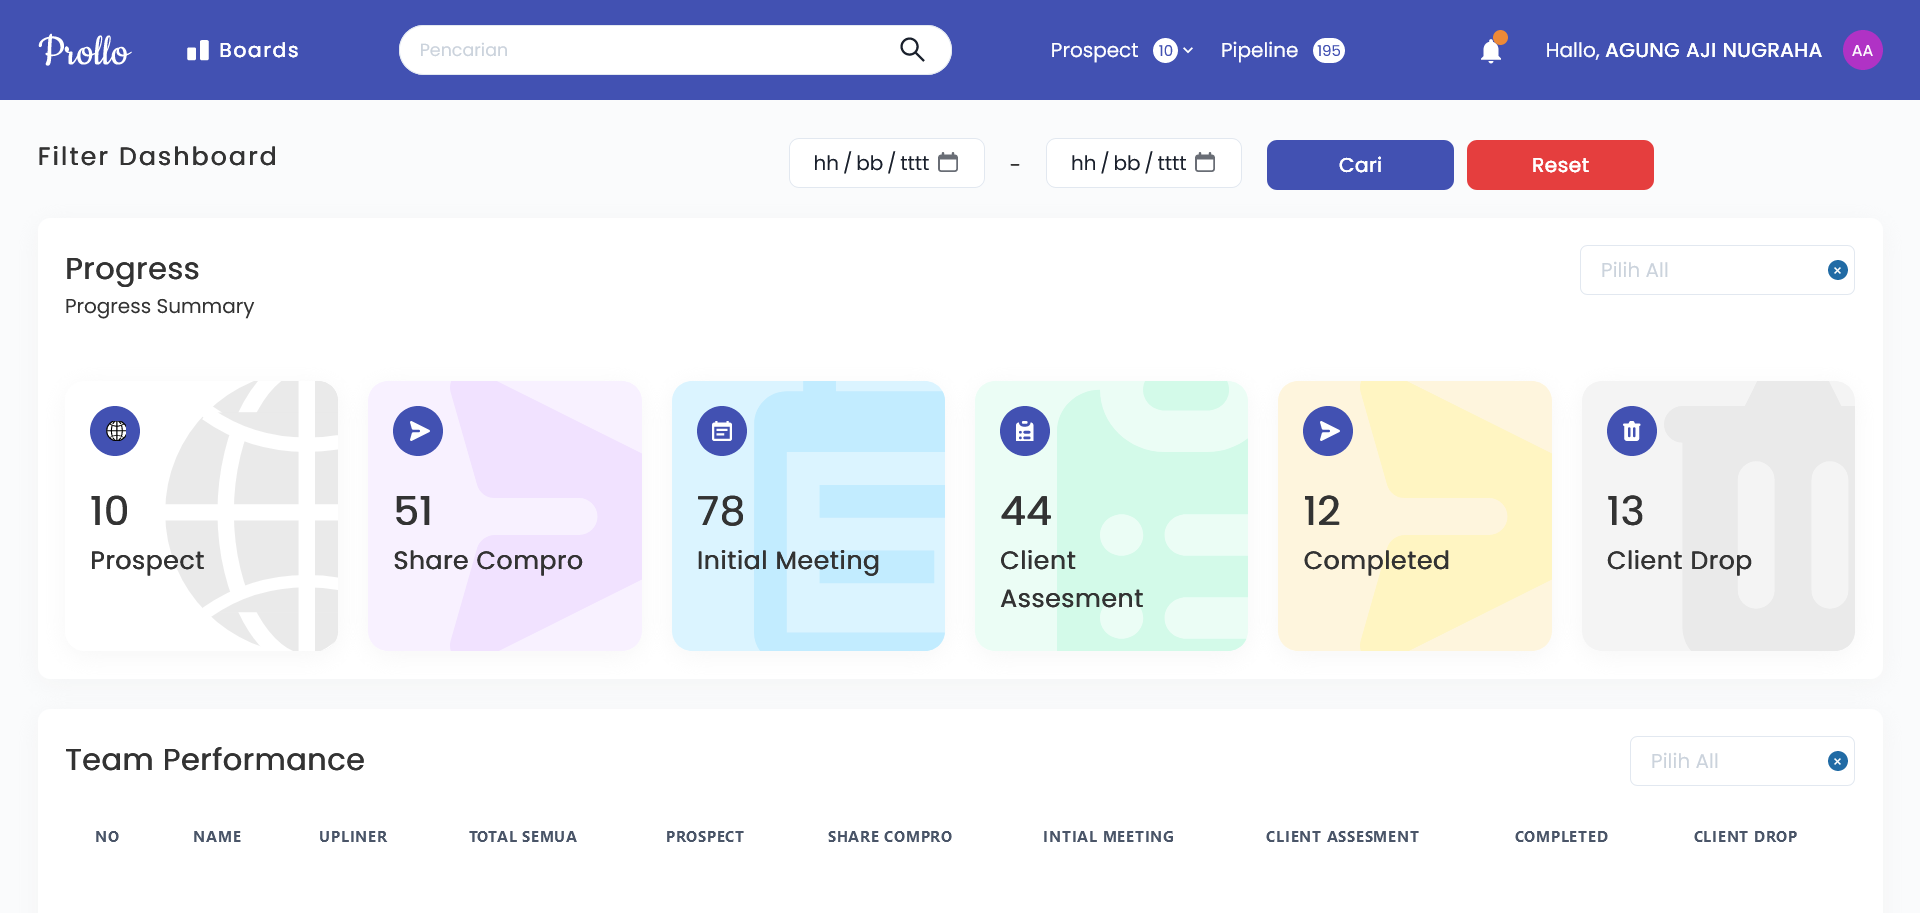 Prollo
Boards
Pencarian
Prospect 10
Pipeline 195
Hallo, AGUNG AJI NUGRAHA
AA
Filter Dashboard
hh / bb / tttt - hh / bb / tttt
Cari
Reset
Progress
Progress Summary
Pilih All
10
Prospect
51
Share Compro
78
Initial Meeting
44
Client
Assesment
12
Completed
13
Client Drop
Team Performance
Pilih All
NO NAME UPLINER TOTAL SEMUA PROSPECT SHARE COMPRO INTIAL MEETING CLIENT ASSESMENT COMPLETED CLIENT DROP